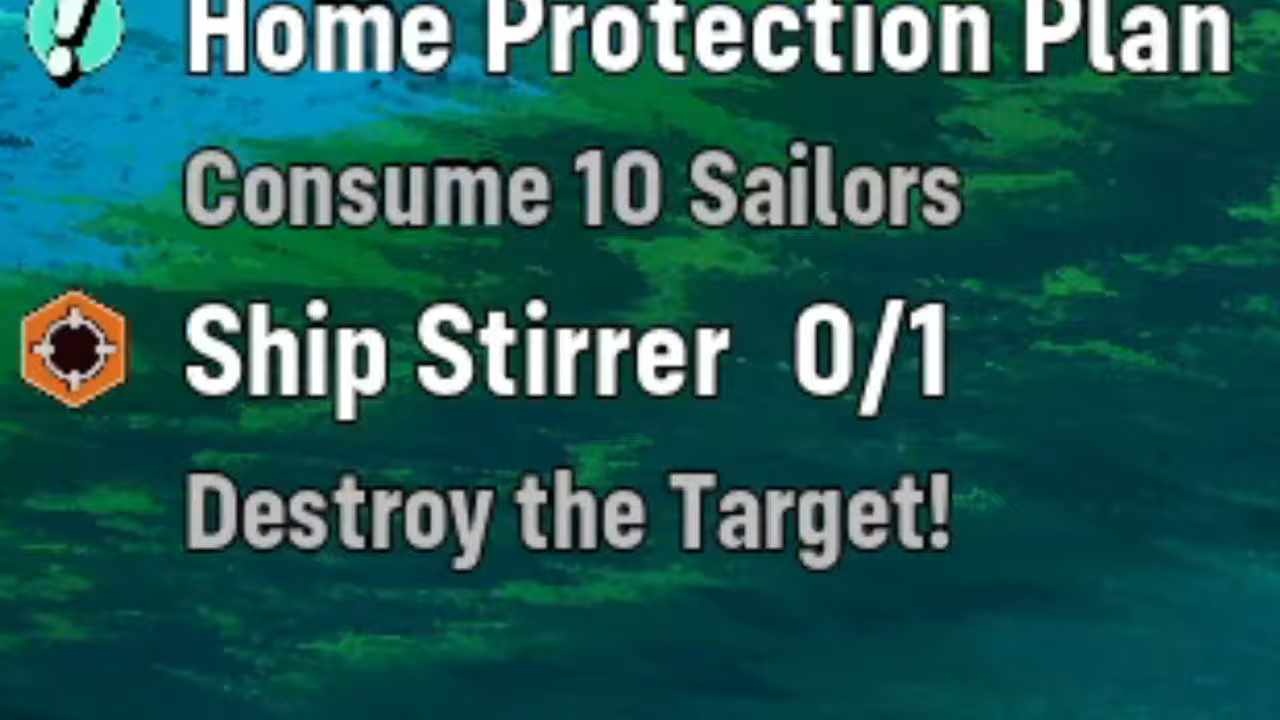 Home Protection Plan
Consume 10 Sailors
Ship Stirrer 0/1
Destroy the Target!